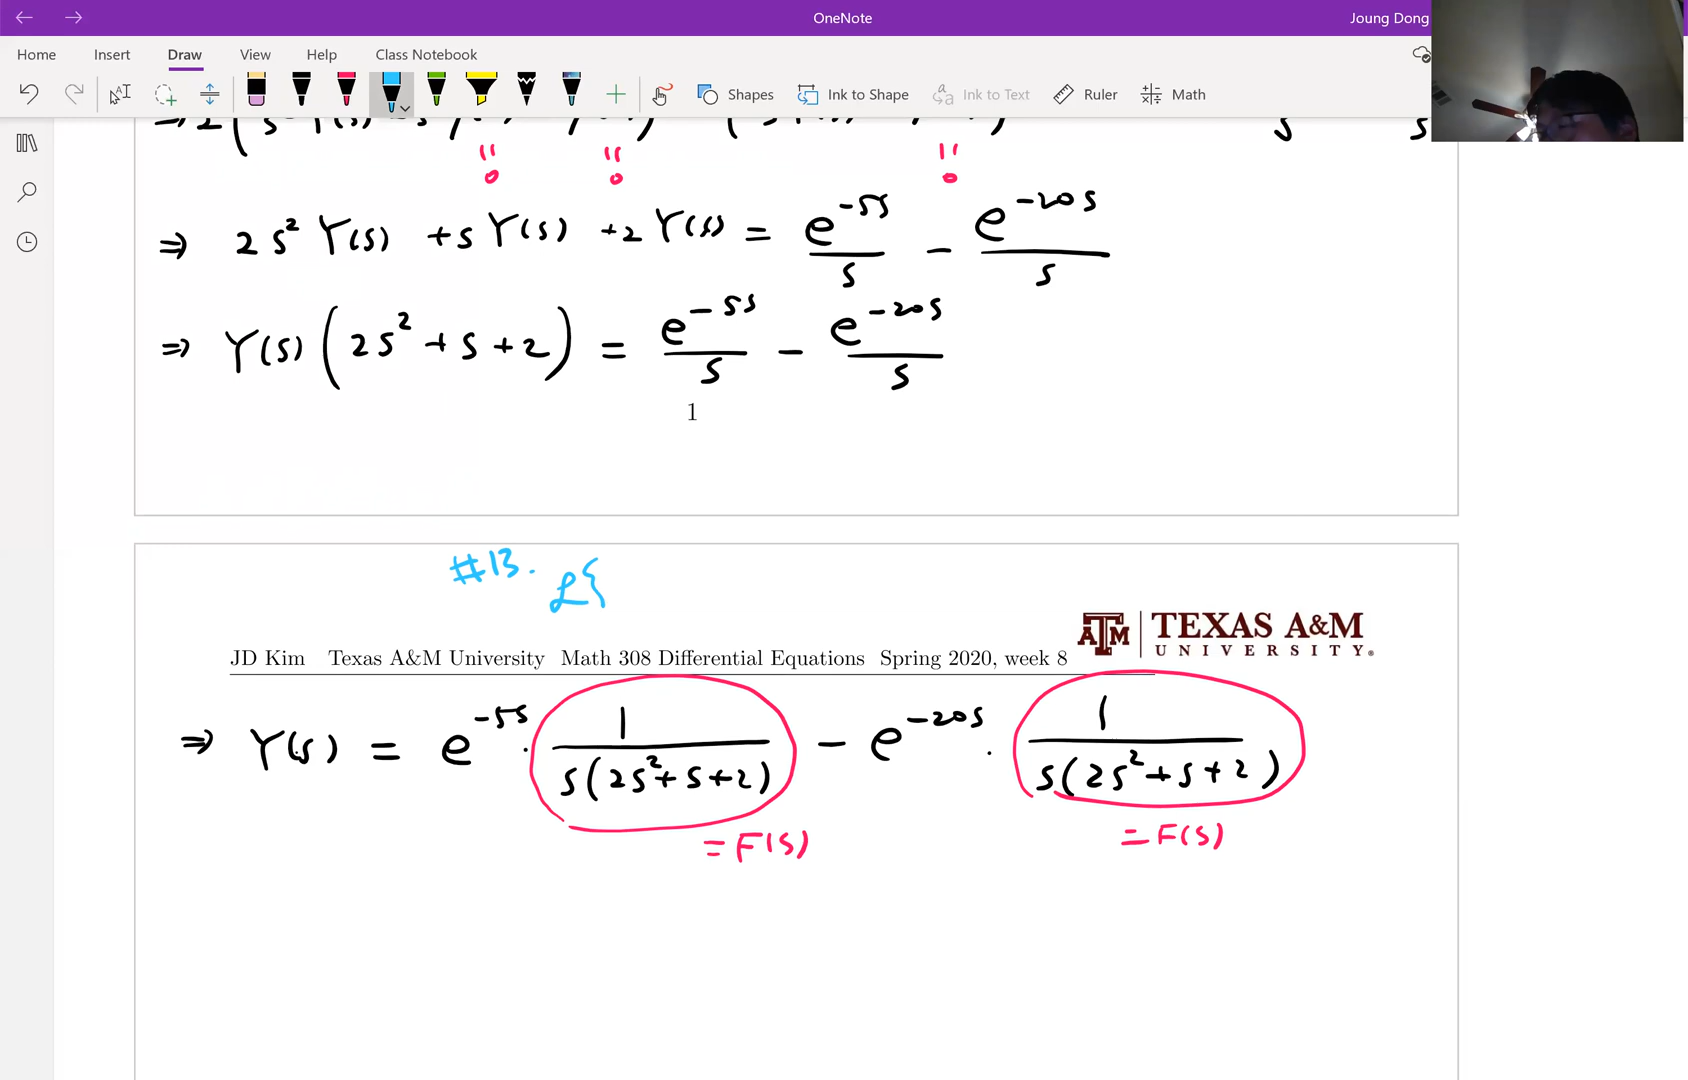 OneNote
Joung Dong
Home Insert Draw View Help Class Notebook
Shapes Ink to Shape Ink to Text Ruler Math
⇒ 2s² Y(s) + s Y(s) + 2 Y(s) = e^{-5s}/s - e^{-20s}/s
⇒ Y(s) (2s² + s + 2) = e^{-5s}/s - e^{-20s}/s
1
#13. ℒ{
JD Kim Texas A&M University Math 308 Differential Equations Spring 2020, week 8
ATM TEXAS A&M
UNIVERSITY®
⇒ Y(s) = e^{-5s} · 1/(s(2s²+s+2)) - e^{-20s} · 1/(s(2s²+s+2))
= F(s) = F(s)